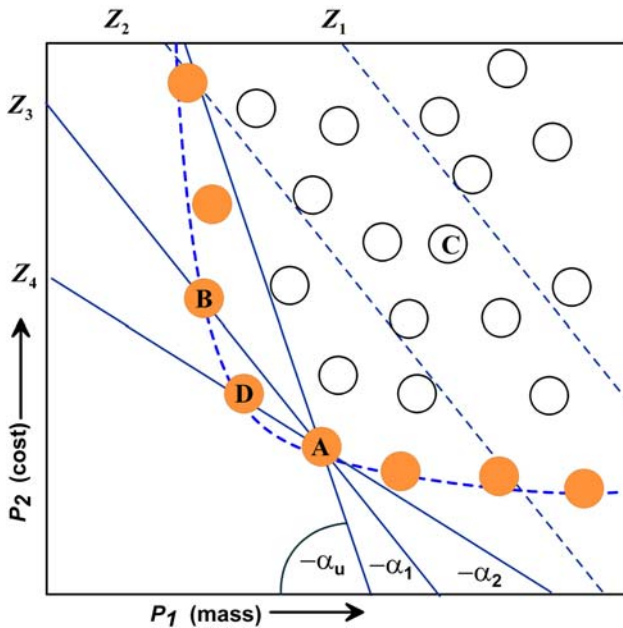 Z2 Z1
Z3
C
Z4
B
D
A
P2 (cost)
−αu −α1 −α2
P1 (mass)